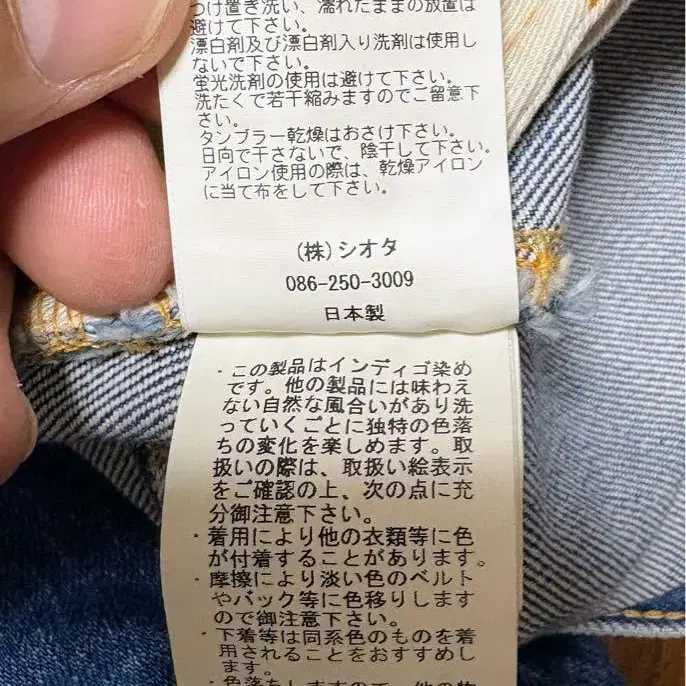 つけ置き洗い、濡れたままの放置は
避けて下さい。
漂白剤及び漂白剤入り洗剤は使用し
ないで下さい。
蛍光洗剤の使用は避けて下さい。
洗たくで若干縮みますのでご留意下
さい。
タンブラー乾燥はおさけ下さい。
日向で干さないで、陰干して下さい。
アイロン使用の際は、乾燥アイロン
に当て布をして下さい。
(株)シオタ
086-250-3009
日本製
・この製品はインディゴ染め
です。他の製品には味わえ
ない自然な風合いがあり洗
っていくごとに独特の色落
ちの変化を楽しめます。取
扱いの際は、取扱い絵表示
をご確認の上、次の点に充
分御注意下さい。
・着用により他の衣類等に色
が付着することがあります。
・摩擦により淡い色のベルト
やバック等に色移りします
ので御注意下さい。
・下着等は同系色のものを着
用されることをおすすめし
ます。
・色落ちしますので、他の物